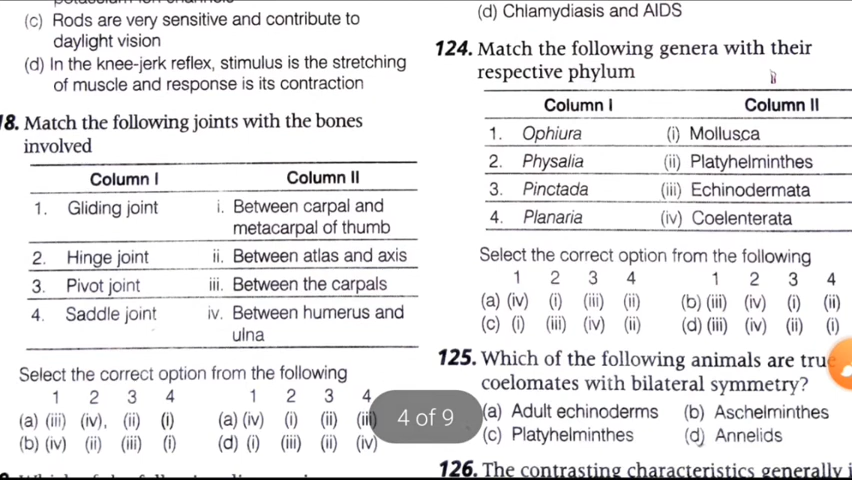 (c) Rods are very sensitive and contribute to
daylight vision
(d) In the knee-jerk reflex, stimulus is the stretching
of muscle and response is its contraction
18. Match the following joints with the bones
involved
Column I Column II
1. Gliding joint i. Between carpal and
metacarpal of thumb
2. Hinge joint ii. Between atlas and axis
3. Pivot joint iii. Between the carpals
4. Saddle joint iv. Between humerus and
ulna
Select the correct option from the following
1 2 3 4 1 2 3 4
(a) (iii) (iv), (ii) (i) (a) (iv) (i) (ii) (iii)
(b) (iv) (ii) (iii) (i) (d) (i) (iii) (ii) (iv)
4 of 9
(d) Chlamydiasis and AIDS
124. Match the following genera with their
respective phylum
Column I Column II
1. Ophiura (i) Mollusca
2. Physalia (ii) Platyhelminthes
3. Pinctada (iii) Echinodermata
4. Planaria (iv) Coelenterata
Select the correct option from the following
1 2 3 4 1 2 3 4
(a) (iv) (i) (iii) (ii) (b) (iii) (iv) (i) (ii)
(c) (i) (iii) (iv) (ii) (d) (iii) (iv) (ii) (i)
125. Which of the following animals are true
coelomates with bilateral symmetry?
(a) Adult echinoderms (b) Aschelminthes
(c) Platyhelminthes (d) Annelids
126. The contrasting characteristics generally